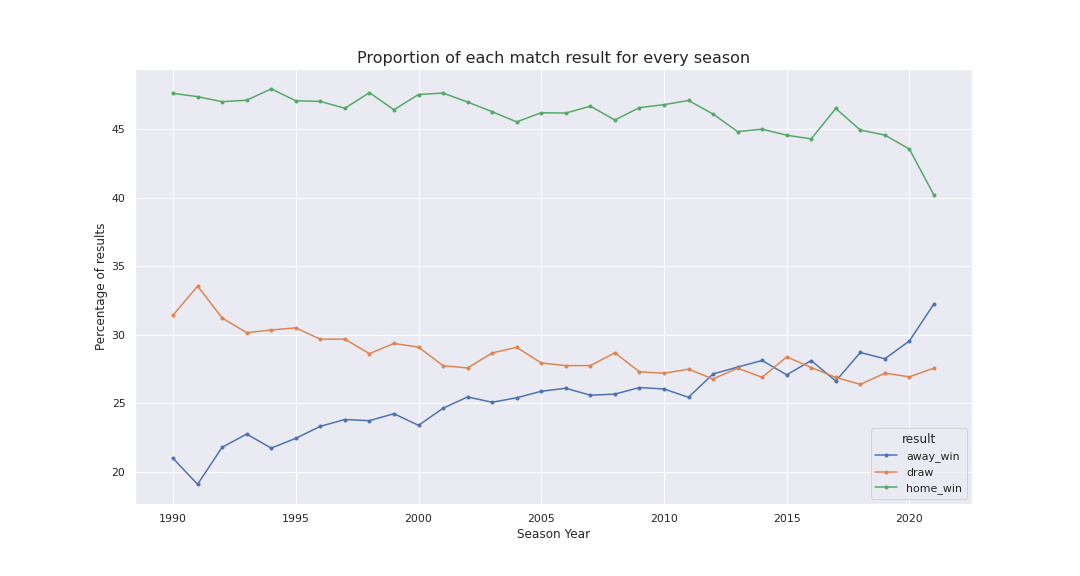 Proportion of each match result for every season
Percentage of results
45
40
35
30
25
20
1990
1995
2000
2005
2010
2015
2020
Season Year
result
away_win
draw
home_win